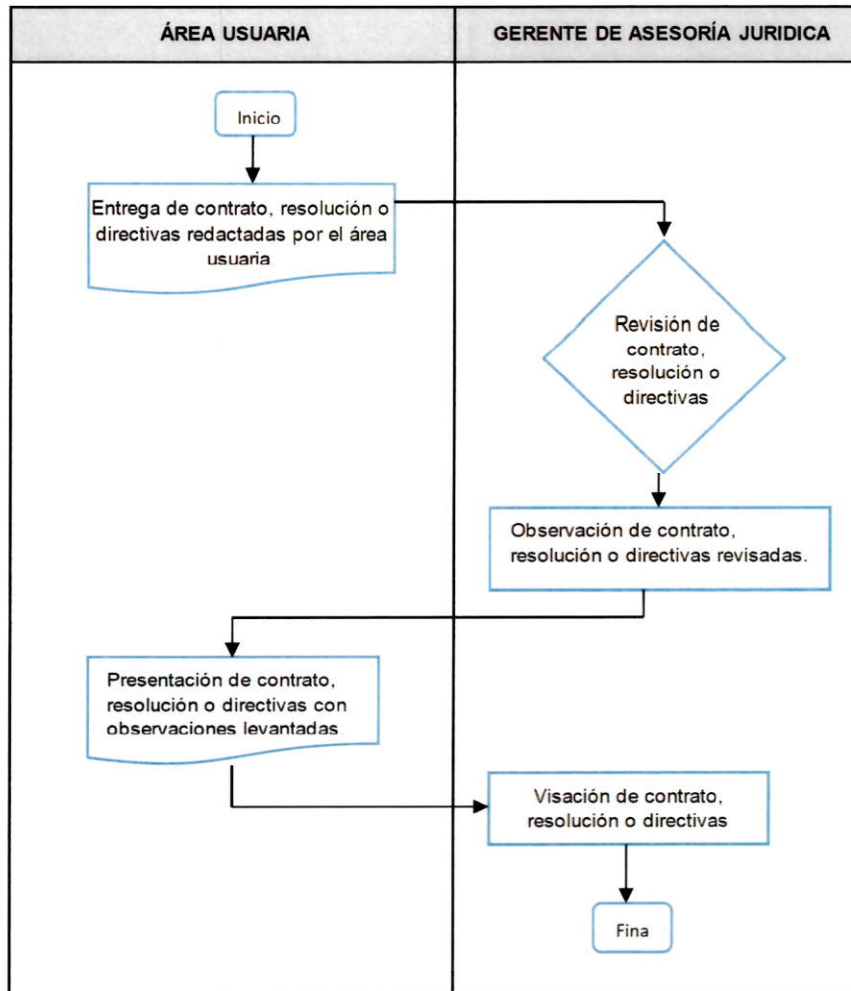 ÁREA USUARIA
GERENTE DE ASESORÍA JURIDICA
Inicio
Entrega de contrato, resolución o
directivas redactadas por el área
usuaria
Revisión de
contrato,
resolución o
directivas
Observación de contrato,
resolución o directivas revisadas.
Presentación de contrato,
resolución o directivas con
observaciones levantadas
Visación de contrato,
resolución o directivas
Fina